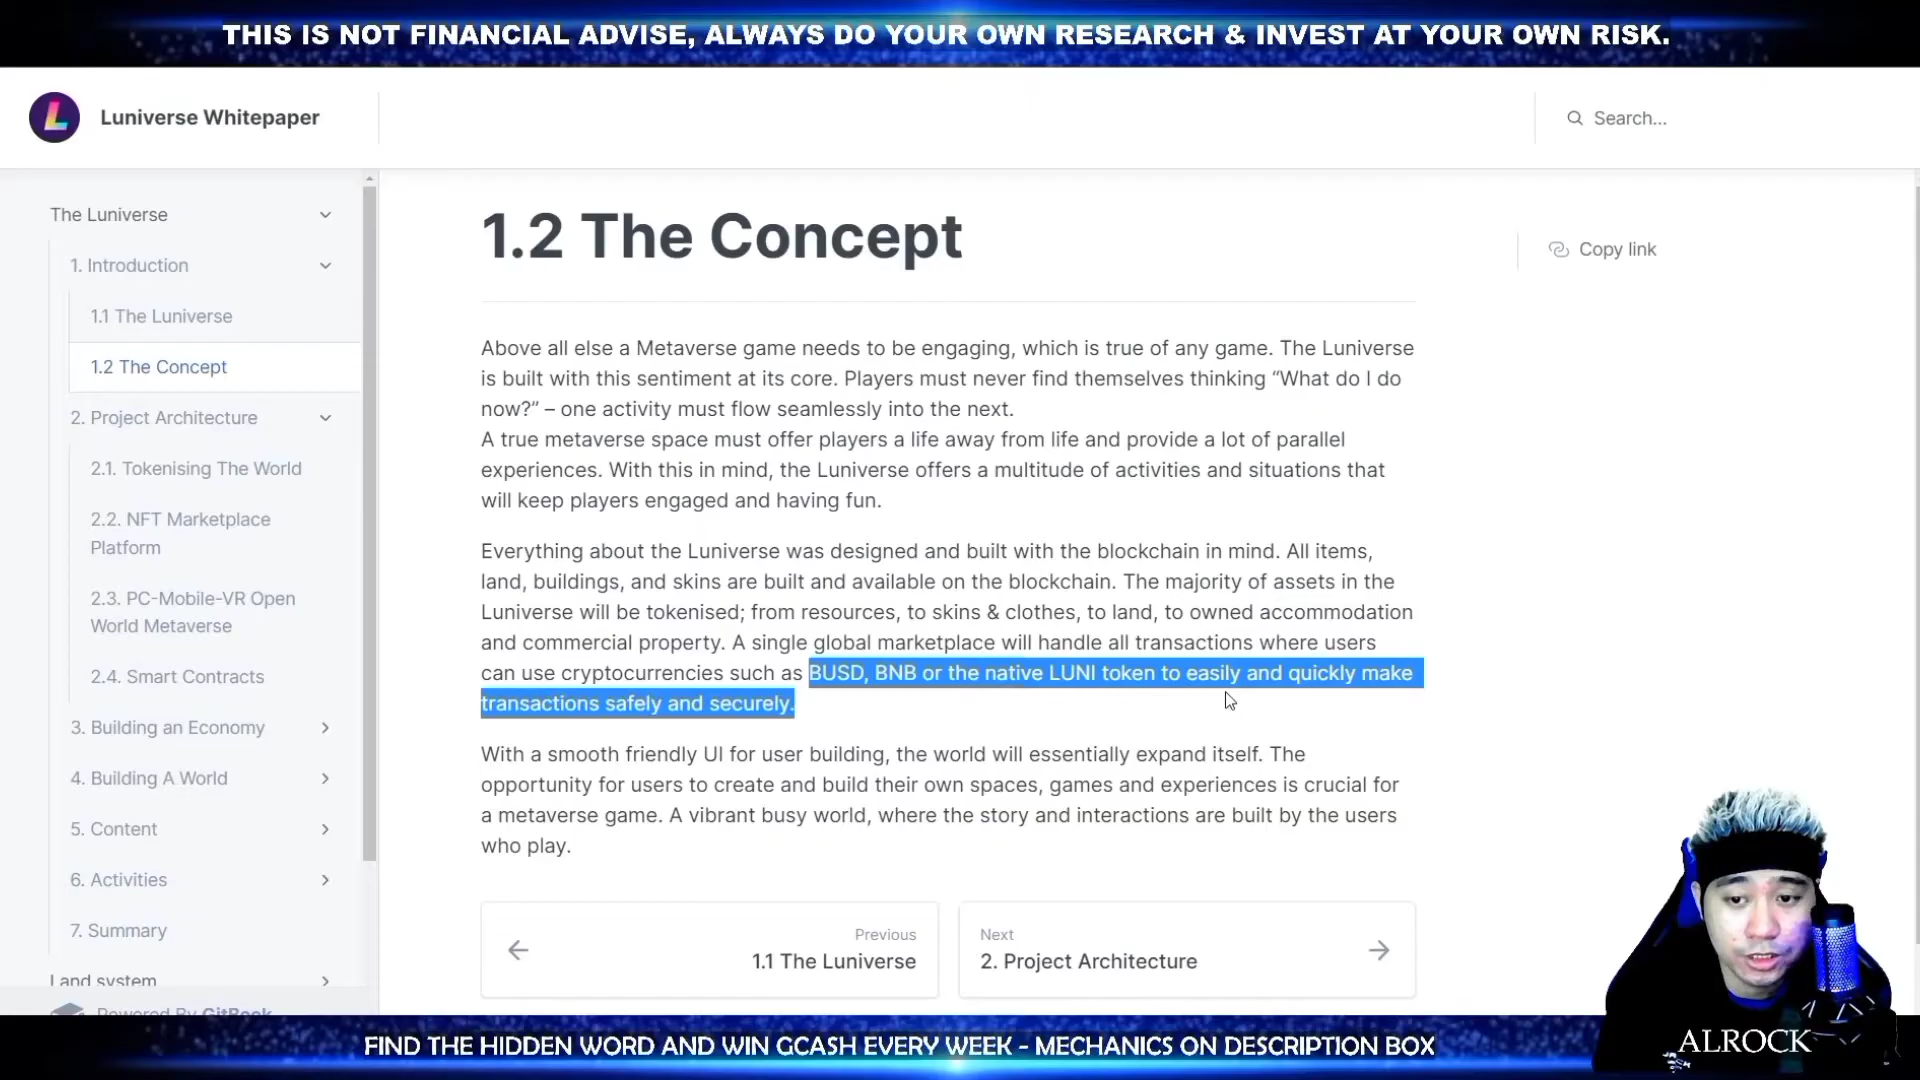 THIS IS NOT FINANCIAL ADVISE, ALWAYS DO YOUR OWN RESEARCH & INVEST AT YOUR OWN RISK.
L
Luniverse Whitepaper
Search...
The Luniverse
1. Introduction
1.1 The Luniverse
1.2 The Concept
2. Project Architecture
2.1. Tokenising The World
2.2. NFT Marketplace
Platform
2.3. PC-Mobile-VR Open
World Metaverse
2.4. Smart Contracts
3. Building an Economy
4. Building A World
5. Content
6. Activities
7. Summary
Land system
Powered By GitBook
1.2 The Concept
Copy link
Above all else a Metaverse game needs to be engaging, which is true of any game. The Luniverse
is built with this sentiment at its core. Players must never find themselves thinking “What do I do
now?” – one activity must flow seamlessly into the next.
A true metaverse space must offer players a life away from life and provide a lot of parallel
experiences. With this in mind, the Luniverse offers a multitude of activities and situations that
will keep players engaged and having fun.
Everything about the Luniverse was designed and built with the blockchain in mind. All items,
land, buildings, and skins are built and available on the blockchain. The majority of assets in the
Luniverse will be tokenised; from resources, to skins & clothes, to land, to owned accommodation
and commercial property. A single global marketplace will handle all transactions where users
can use cryptocurrencies such as BUSD, BNB or the native LUNI token to easily and quickly make
transactions safely and securely.
With a smooth friendly UI for user building, the world will essentially expand itself. The
opportunity for users to create and build their own spaces, games and experiences is crucial for
a metaverse game. A vibrant busy world, where the story and interactions are built by the users
who play.
Previous
1.1 The Luniverse
Next
2. Project Architecture
ALROCK
FIND THE HIDDEN WORD AND WIN GCASH EVERY WEEK - MECHANICS ON DESCRIPTION BOX